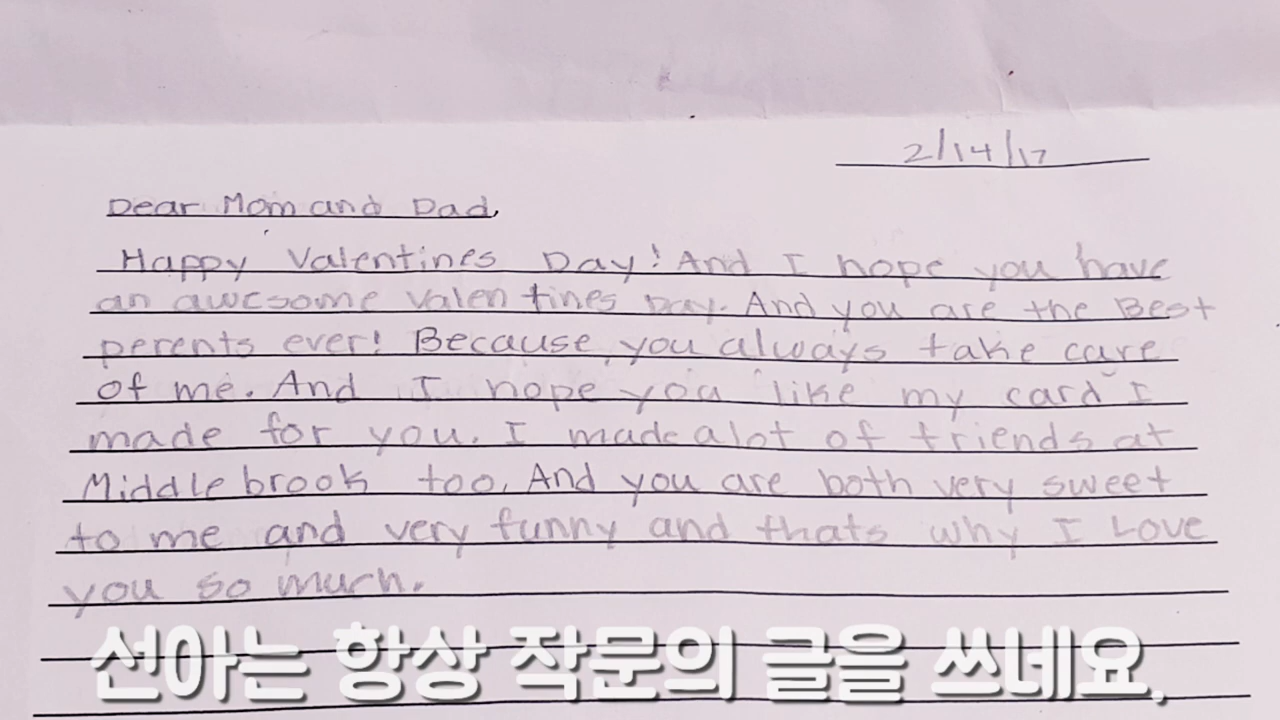 2/14/17
Dear Mom and Dad,
Happy Valentines Day! And I hope you have
an awesome Valentines Day. And you are the Best
perents ever! Because you always take care
of me. And I hope you like my card I
made for you. I made alot of friends at
Middlebrook too. And you are both very sweet
to me and very funny and thats why I Love
you so much.
선아는 항상 작문의 글을 쓰네요.